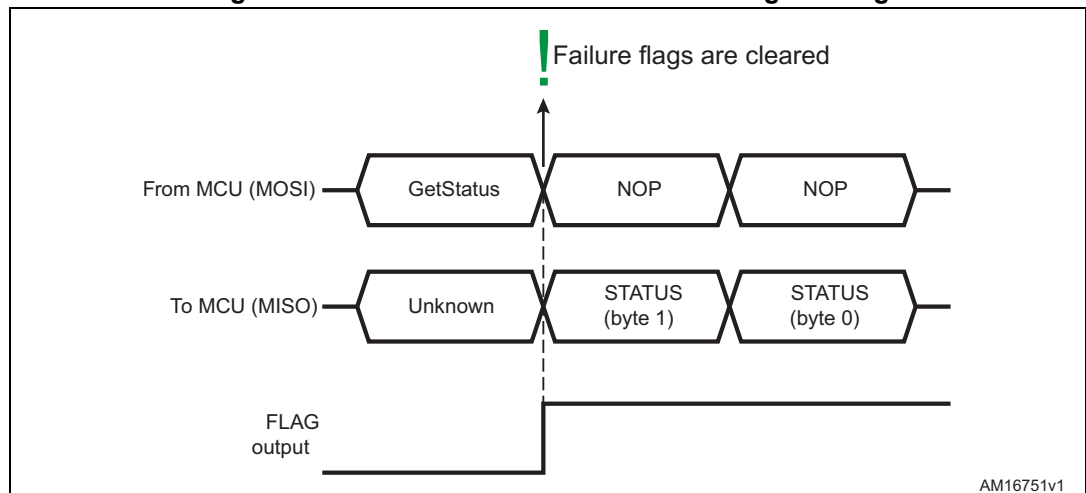 !
Failure flags are cleared
From MCU (MOSI)
GetStatus
NOP
NOP
To MCU (MISO)
Unknown
STATUS
(byte 1)
STATUS
(byte 0)
FLAG
output
AM16751v1